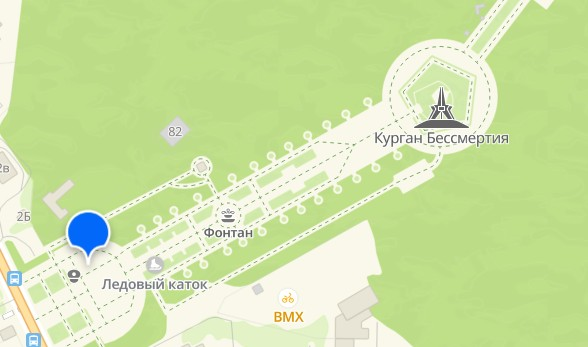 82
Курган Бессмертия
2в
2Б
Фонтан
Ледовый каток
BMX